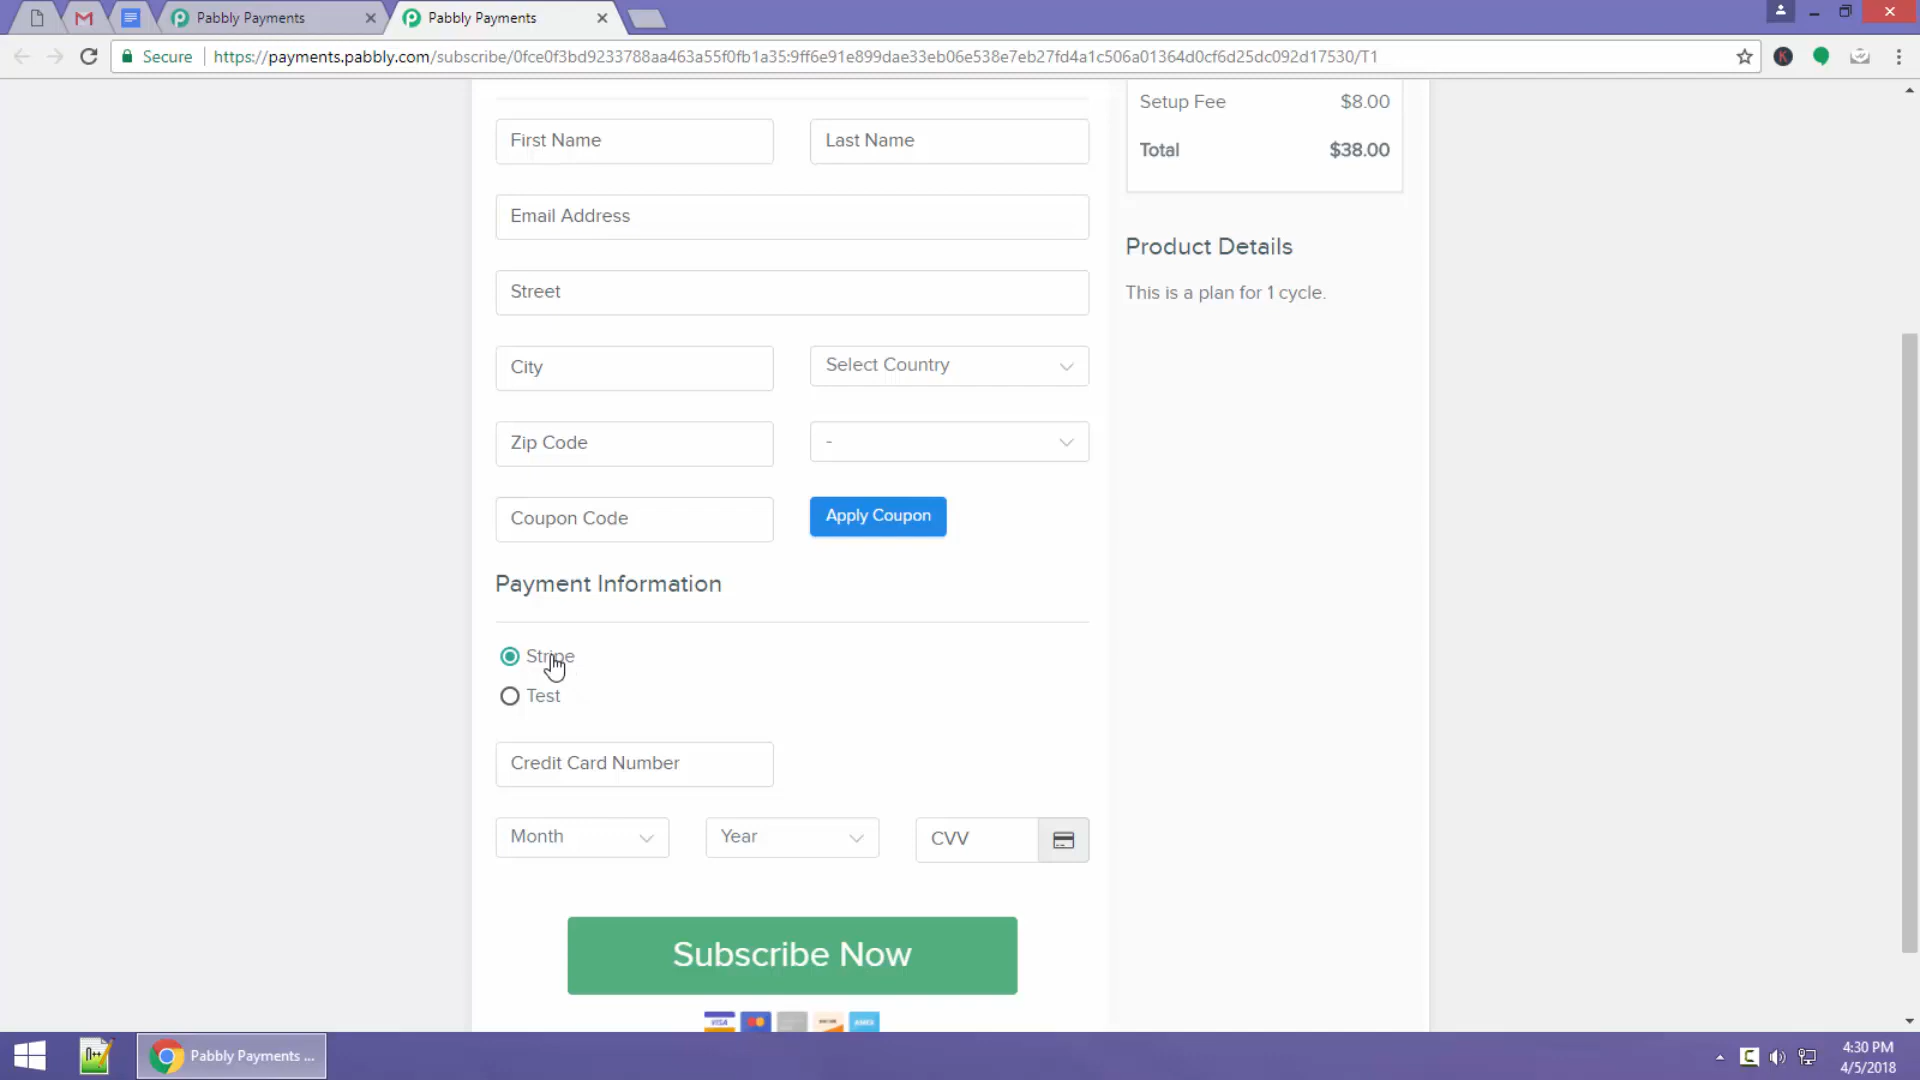 Pabbly Payments
Pabbly Payments
Secure
https://payments.pabbly.com/subscribe/0fce0f3bd9233788aa463a55f0fb1a35:9ff6e91e899dae33eb06e538e7eb27fd4a1c506a01364d0cf6d25dc092d17530/T1
First Name
Last Name
Setup Fee $8.00
Total $38.00
Email Address
Product Details
Street
This is a plan for 1 cycle.
City
Select Country
Zip Code
-
Coupon Code
Apply Coupon
Payment Information
Stripe
Test
Credit Card Number
Month
Year
CVV
Subscribe Now
VISA
Pabbly Payments ...
4:30 PM
4/5/2018